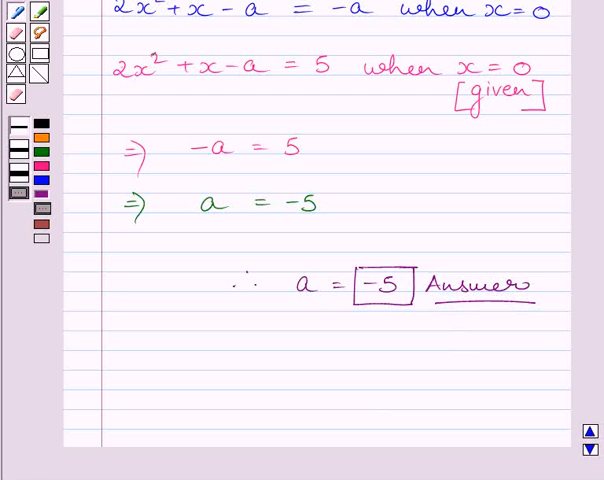 2x² + x - a = -a when x = 0
2x² + x - a = 5 when x = 0
[given]
⇒ -a = 5
⇒ a = -5
∴ a = -5 Answer